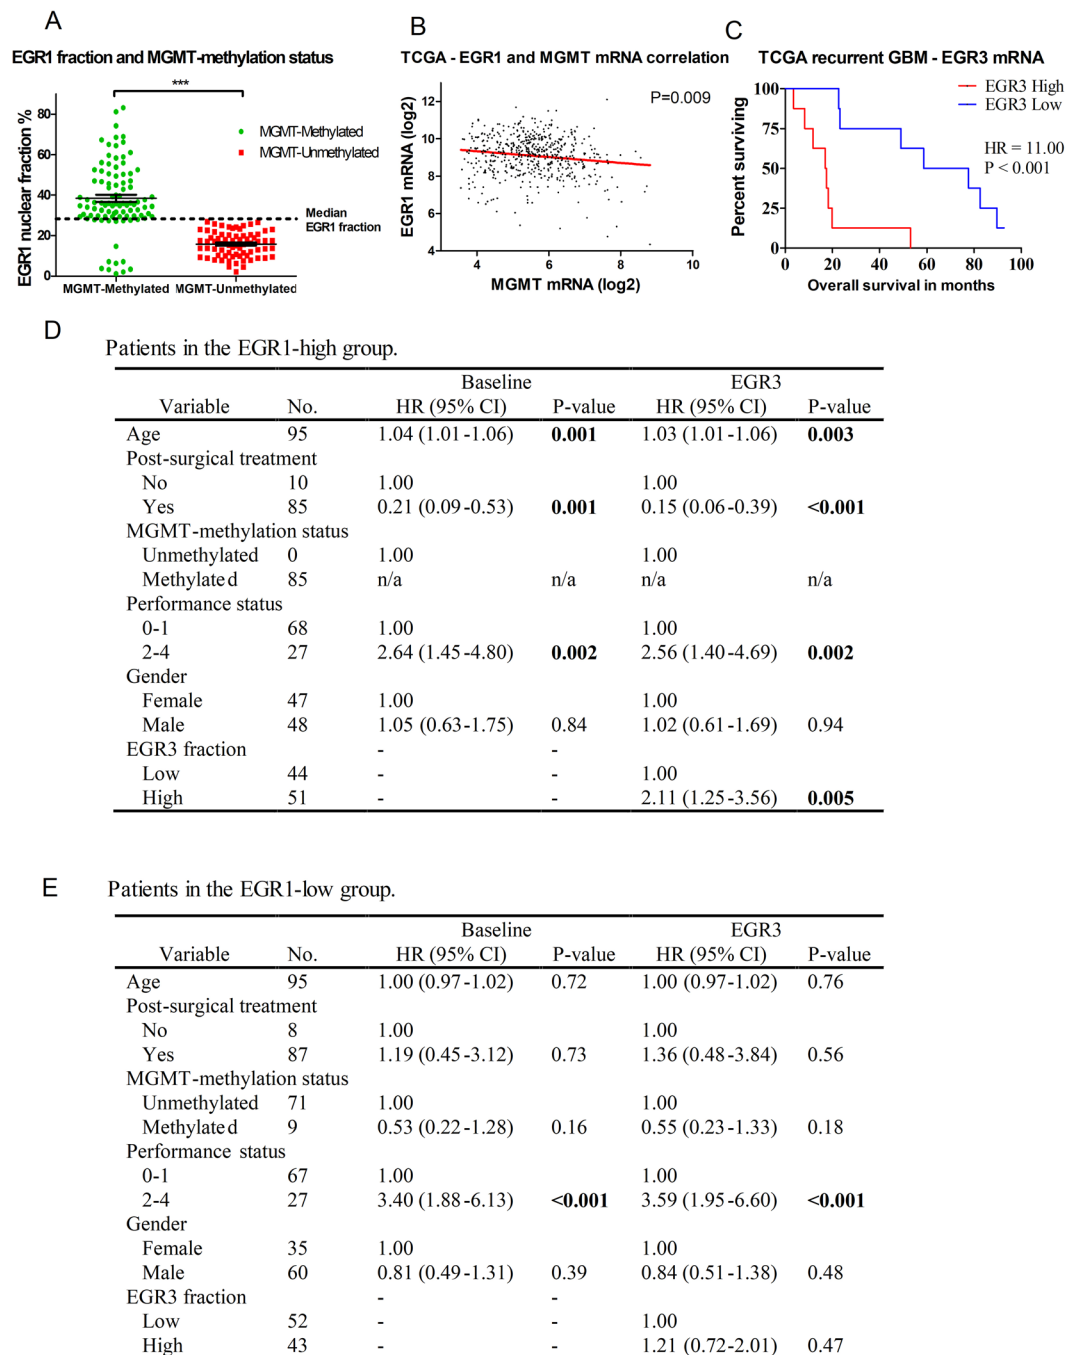 A
EGR1 fraction and MGMT-methylation status
***
80
60
40
20
0
EGR1 nuclear fraction %
MGMT-Methylated
MGMT-Unmethylated
Median
EGR1 fraction
MGMT-Methylated MGMT-Unmethylated
B
TCGA - EGR1 and MGMT mRNA correlation
P=0.009
12
10
8
6
4
EGR1 mRNA (log2)
4 6 8 10
MGMT mRNA (log2)
C
TCGA recurrent GBM - EGR3 mRNA
EGR3 High
EGR3 Low
HR = 11.00
P < 0.001
100
75
50
25
0
Percent surviving
0 20 40 60 80 100
Overall survival in months
D
Patients in the EGR1-high group.
Baseline EGR3
Variable No. HR (95% CI) P-value HR (95% CI) P-value
Age 95 1.04 (1.01-1.06) 0.001 1.03 (1.01-1.06) 0.003
Post-surgical treatment
No 10 1.00 1.00
Yes 85 0.21 (0.09-0.53) 0.001 0.15 (0.06-0.39) <0.001
MGMT-methylation status
Unmethylated 0 1.00 1.00
Methylated 85 n/a n/a n/a n/a
Performance status
0-1 68 1.00 1.00
2-4 27 2.64 (1.45-4.80) 0.002 2.56 (1.40-4.69) 0.002
Gender
Female 47 1.00 1.00
Male 48 1.05 (0.63-1.75) 0.84 1.02 (0.61-1.69) 0.94
EGR3 fraction - -
Low 44 - - 1.00
High 51 - - 2.11 (1.25-3.56) 0.005
E
Patients in the EGR1-low group.
Baseline EGR3
Variable No. HR (95% CI) P-value HR (95% CI) P-value
Age 95 1.00 (0.97-1.02) 0.72 1.00 (0.97-1.02) 0.76
Post-surgical treatment
No 8 1.00 1.00
Yes 87 1.19 (0.45-3.12) 0.73 1.36 (0.48-3.84) 0.56
MGMT-methylation status
Unmethylated 71 1.00 1.00
Methylated 9 0.53 (0.22-1.28) 0.16 0.55 (0.23-1.33) 0.18
Performance status
0-1 67 1.00 1.00
2-4 27 3.40 (1.88-6.13) <0.001 3.59 (1.95-6.60) <0.001
Gender
Female 35 1.00 1.00
Male 60 0.81 (0.49-1.31) 0.39 0.84 (0.51-1.38) 0.48
EGR3 fraction - -
Low 52 - - 1.00
High 43 - - 1.21 (0.72-2.01) 0.47